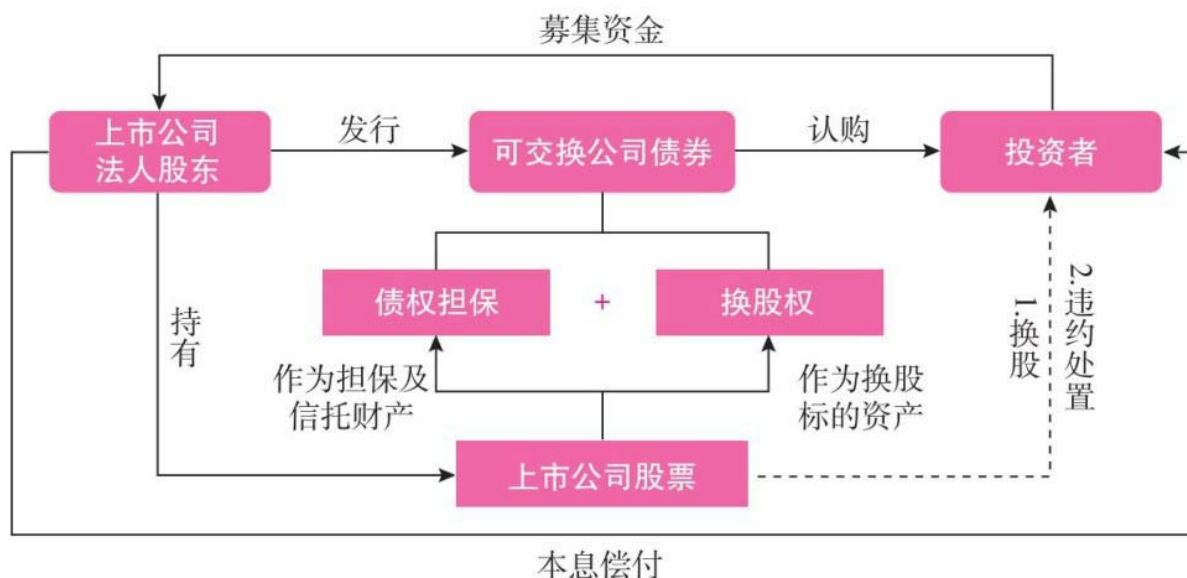 募集资金
上市公司
法人股东
发行
可交换公司债券
认购
投资者
债权担保
+
换股权
持有
作为担保及
信托财产
作为换股
标的资产
1.换股
2.违约处置
上市公司股票
本息偿付